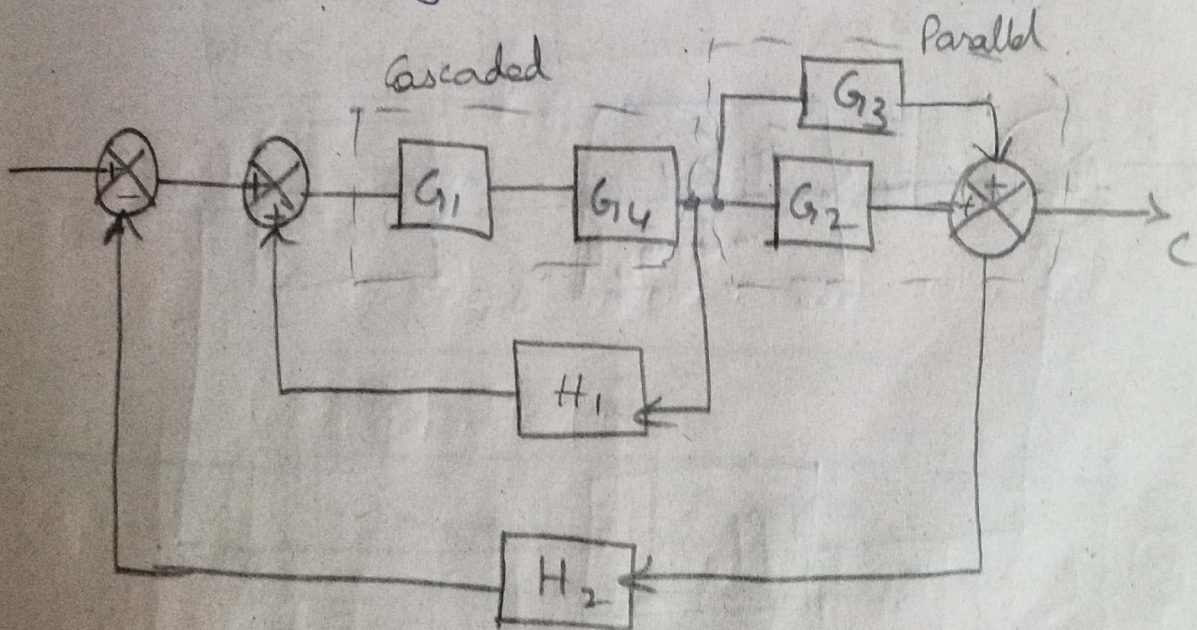 Parallel
Cascaded
G3
+
-
+
+
G1
G4
G2
+
+
C
H1
H2